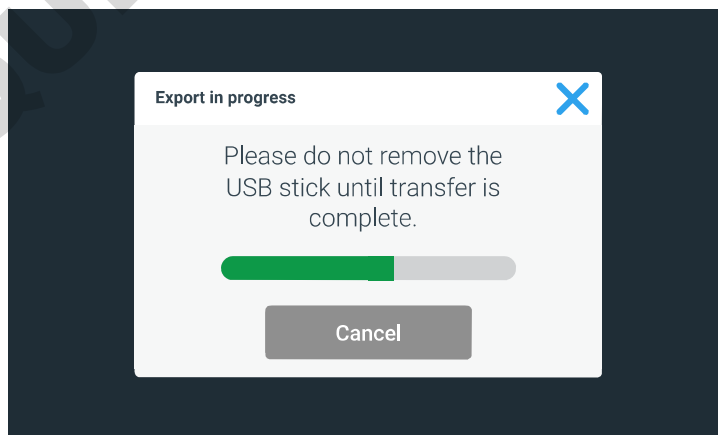 Export in progress
Please do not remove the
USB stick until transfer is
complete.
Cancel